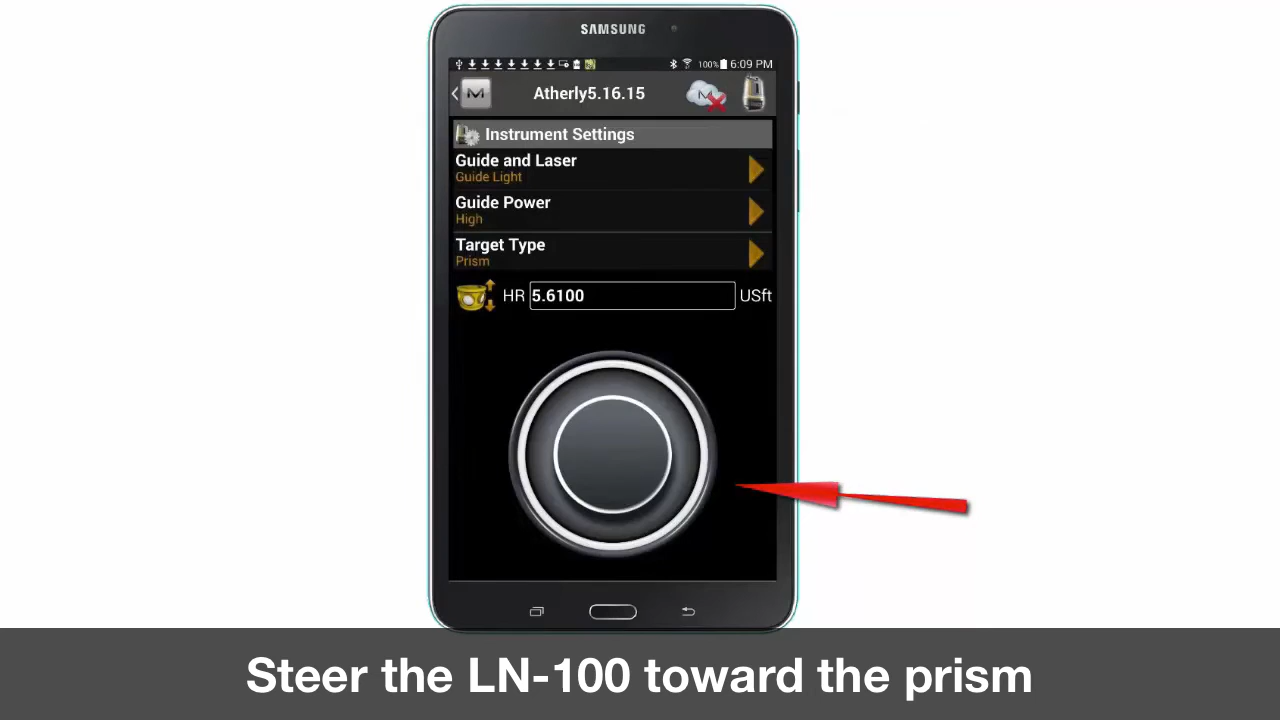 SAMSUNG
100% 6:09 PM
Atherly5.16.15
Instrument Settings
Guide and Laser
Guide Light
Guide Power
High
Target Type
Prism
HR 5.6100 USft
Steer the LN-100 toward the prism